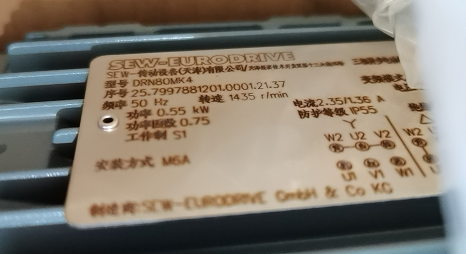 SEW-EURODRIVE
SEW-传动设备(天津)有限公司
型号 DRN80MK4
序号 25.7997881201.0001.21.37
频率 50 Hz 转速 1435 r/min
功率 0.55 kW 电流 2.35/1.36 A
功率因数 0.75 防护等级 IP55
工作制 S1
W2 U2 V2 W2
安装方式 M6A
U1 V1 W1 U1
制造商:SEW-EURODRIVE GmbH & Co KG